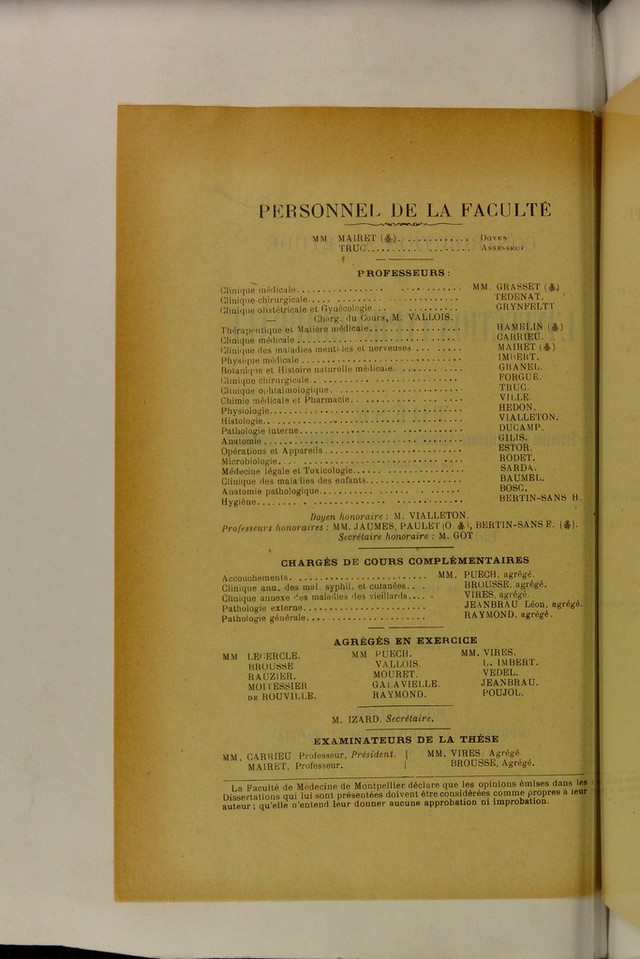 PERSONNEL DE LA FACULTÉ
MM MAIRET (✤) Doyen
TRUC Assesseur
PROFESSEURS :
Clinique médicale MM. GRASSET (✤)
Clinique chirurgicale TEDENAT.
Clinique obstétricale et Gynécologie GRYNFELTT
— Charg. du Cours, M. VALLOIS.
Thérapeutique et Matière médicale HAMELIN (✤)
Clinique médicale CARRIEU.
Clinique des maladies mentales et nerveuses MAIRET (✤)
Physique médicale IMBERT.
Botanique et Histoire naturelle médicale GRANEL.
Clinique chirurgicale FORGUE.
Clinique ophtalmologique TRUC.
Chimie médicale et Pharmacie VILLE.
Physiologie HEDON.
Histologie VIALLETON.
Pathologie interne DUCAMP.
Anatomie GILIS.
Opérations et Appareils ESTOR.
Microbiologie RODET.
Médecine légale et Toxicologie SARDA.
Clinique des maladies des enfants BAUMEL.
Anatomie pathologique BOSC.
Hygiène BERTIN-SANS H.
Doyen honoraire : M. VIALLETON.
Professeurs honoraires : MM. JAUMES, PAULET (O ✤), BERTIN-SANS E. (✤).
Secrétaire honoraire : M. GOT
CHARGÉS DE COURS COMPLÉMENTAIRES
Accouchements MM. PUECH, agrégé.
Clinique ann. des mal. syphil. et cutanées BROUSSE, agrégé.
Clinique annexe des maladies des vieillards VIRES, agrégé.
Pathologie externe JEANBRAU Léon, agrégé.
Pathologie générale RAYMOND, agrégé.
AGRÉGÉS EN EXERCICE
MM LECERCLE. MM PUECH. MM. VIRES.
BROUSSE VALLOIS. L. IMBERT.
RAUZIER. MOURET. VEDEL.
MOITESSIER GALAVIELLE. JEANBRAU.
DE ROUVILLE. RAYMOND. POUJOL.
M. IZARD. Secrétaire.
EXAMINATEURS DE LA THÈSE
MM. CARRIEU Professeur, Président. | MM. VIRES Agrégé
MAIRET, Professeur. | BROUSSE, Agrégé.
La Faculté de Médecine de Montpellier déclare que les opinions émises dans les
Dissertations qui lui sont présentées doivent être considérées comme propres à leur
auteur ; qu'elle n'entend leur donner aucune approbation ni improbation.